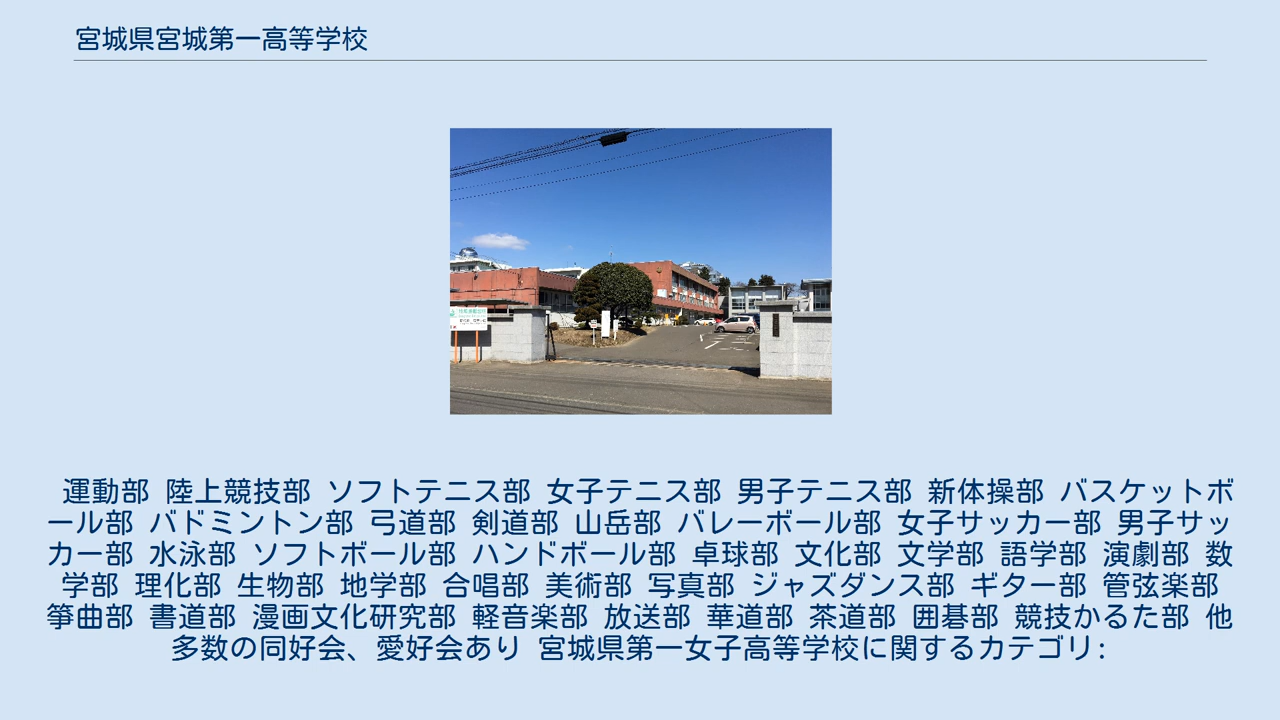 宮城県宮城第一高等学校
運動部 陸上競技部 ソフトテニス部 女子テニス部 男子テニス部 新体操部 バスケットボ
ール部 バドミントン部 弓道部 剣道部 山岳部 バレーボール部 女子サッカー部 男子サッ
カー部 水泳部 ソフトボール部 ハンドボール部 卓球部 文化部 文学部 語学部 演劇部 数
学部 理化部 生物部 地学部 合唱部 美術部 写真部 ジャズダンス部 ギター部 管弦楽部
箏曲部 書道部 漫画文化研究部 軽音楽部 放送部 華道部 茶道部 囲碁部 競技かるた部 他
多数の同好会、愛好会あり 宮城県第一女子高等学校に関するカテゴリ: